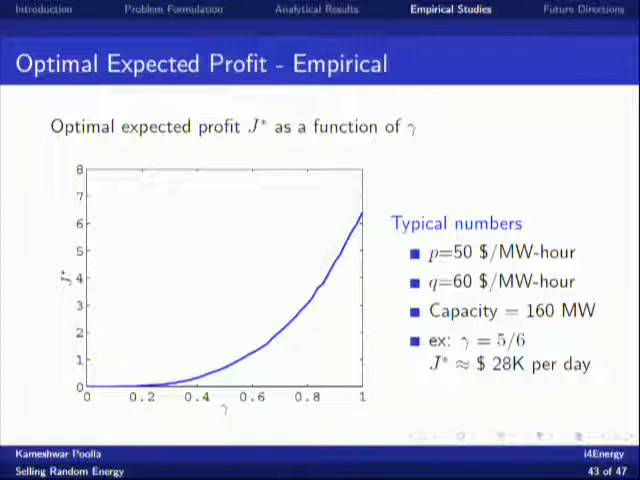 Introduction Problem Formulation Analytical Results Empirical Studies Future Directions
Optimal Expected Profit - Empirical
Optimal expected profit J* as a function of γ
8
7
6
5
4
3
2
1
0
J*
0 0.2 0.4 0.6 0.8 1
γ
Typical numbers
p=50 $/MW-hour
q=60 $/MW-hour
Capacity = 160 MW
ex: γ = 5/6
J* ≈ $ 28K per day
Kameshwar Poolla i4Energy
Selling Random Energy 43 of 47